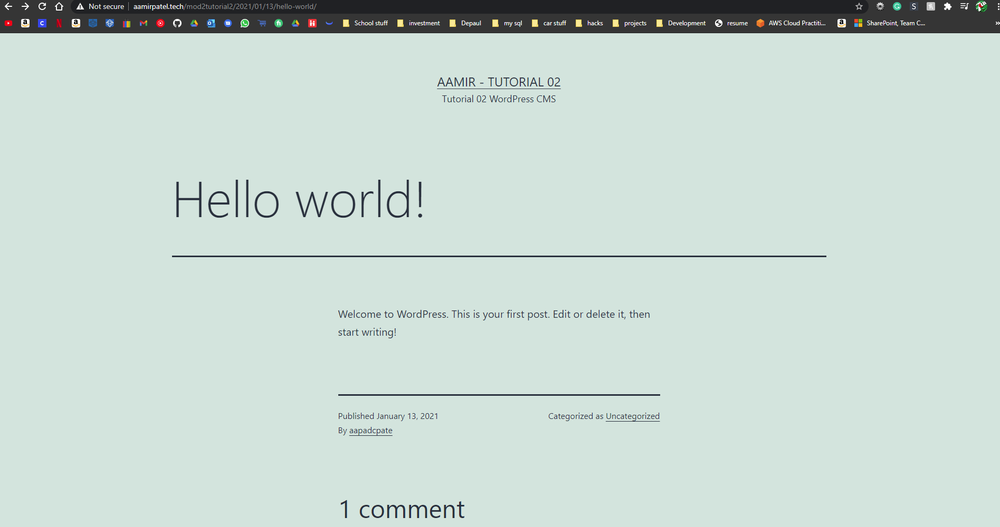 Not secure aamirpatel.tech/mod2tutorial2/2021/01/13/hello-world/
School stuff investment Depaul my sql car stuff hacks projects Development resume AWS Cloud Practiti... SharePoint, Team C...
AAMIR - TUTORIAL 02
Tutorial 02 WordPress CMS
Hello world!
Welcome to WordPress. This is your first post. Edit or delete it, then
start writing!
Published January 13, 2021 Categorized as Uncategorized
By aapadcpate
1 comment